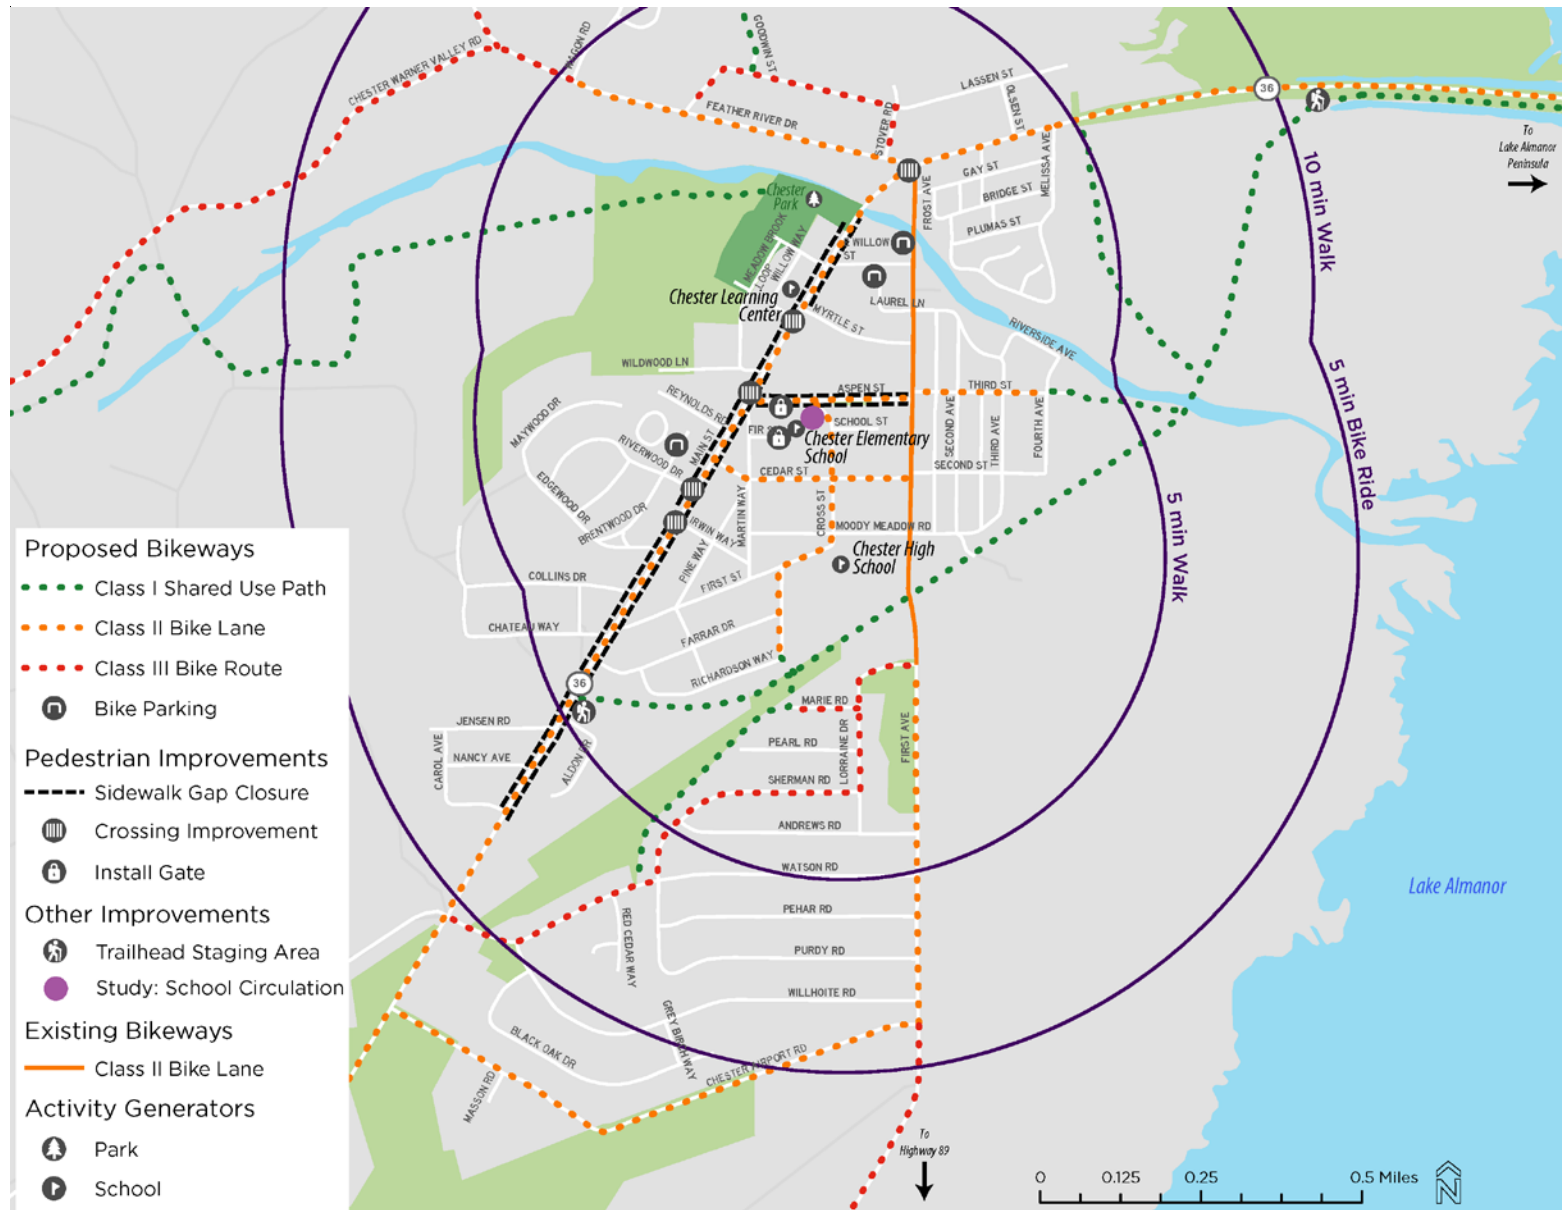 CHESTER WARNER VALLEY RD
WAGON RD
GOODWIN ST
FEATHER RIVER DR
STOVER RD
LASSEN ST
OLSEN ST
MELISSA AVE
GAY ST
BRIDGE ST
PLUMAS ST
FROST AVE
36
To
Lake Almanor
Peninsula
10 min Walk
5 min Bike Ride
5 min Walk
Chester
Park
MEADOW BROOK
LOOP
WILLOW WAY
WILLOW
ST
Chester Learning
Center
LAUREL LN
MYRTLE ST
RIVERSIDE AVE
WILDWOOD LN
REYNOLDS RD
ASPEN ST
THIRD ST
MAYWOOD DR
RIVERWOOD DR
MAIN ST
FIR
SCHOOL ST
Chester Elementary
School
SECOND AVE
THIRD AVE
FOURTH AVE
SECOND ST
CEDAR ST
EDGEWOOD DR
BRENTWOOD DR
IRWIN WAY
MARTIN WAY
CROSS ST
MOODY MEADOW RD
Chester High
School
PINE WAY
FIRST ST
COLLINS DR
CHATEAU WAY
FARRAR DR
RICHARDSON WAY
36
MARIE RD
JENSEN RD
CAROL AVE
NANCY AVE
ALDON DR
PEARL RD
LORRAINE DR
FIRST AVE
SHERMAN RD
ANDREWS RD
WATSON RD
PEHAR RD
RED CEDAR WAY
PURDY RD
WILLHOITE RD
GREY BIRCH WAY
BLACK OAK DR
CHESTER AIRPORT RD
MASSON RD
Lake Almanor
To
Highway 89
0 0.125 0.25 0.5 Miles
N
Proposed Bikeways
Class I Shared Use Path
Class II Bike Lane
Class III Bike Route
Bike Parking
Pedestrian Improvements
Sidewalk Gap Closure
Crossing Improvement
Install Gate
Other Improvements
Trailhead Staging Area
Study: School Circulation
Existing Bikeways
Class II Bike Lane
Activity Generators
Park
School